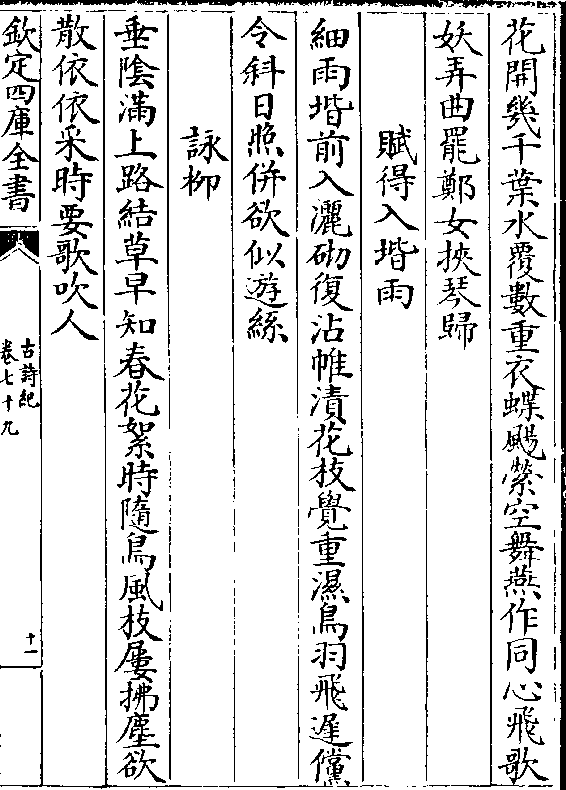 花開幾千葉水覆數重衣蝶颺縈空舞燕作同心飛歌
妖弄曲罷鄭女挾琴歸
賦得入堦雨
細雨堦前入灑砌復沾帷漬花枝覺重濕鳥羽飛遲儻
令斜日照併欲似遊絲
詠栁
垂陰滿上路結草早知春花絮時隨鳥風枝屢拂塵欲
散依依采時要歌吹人
欽定四庫全書
古詩紀
卷七十九
十一